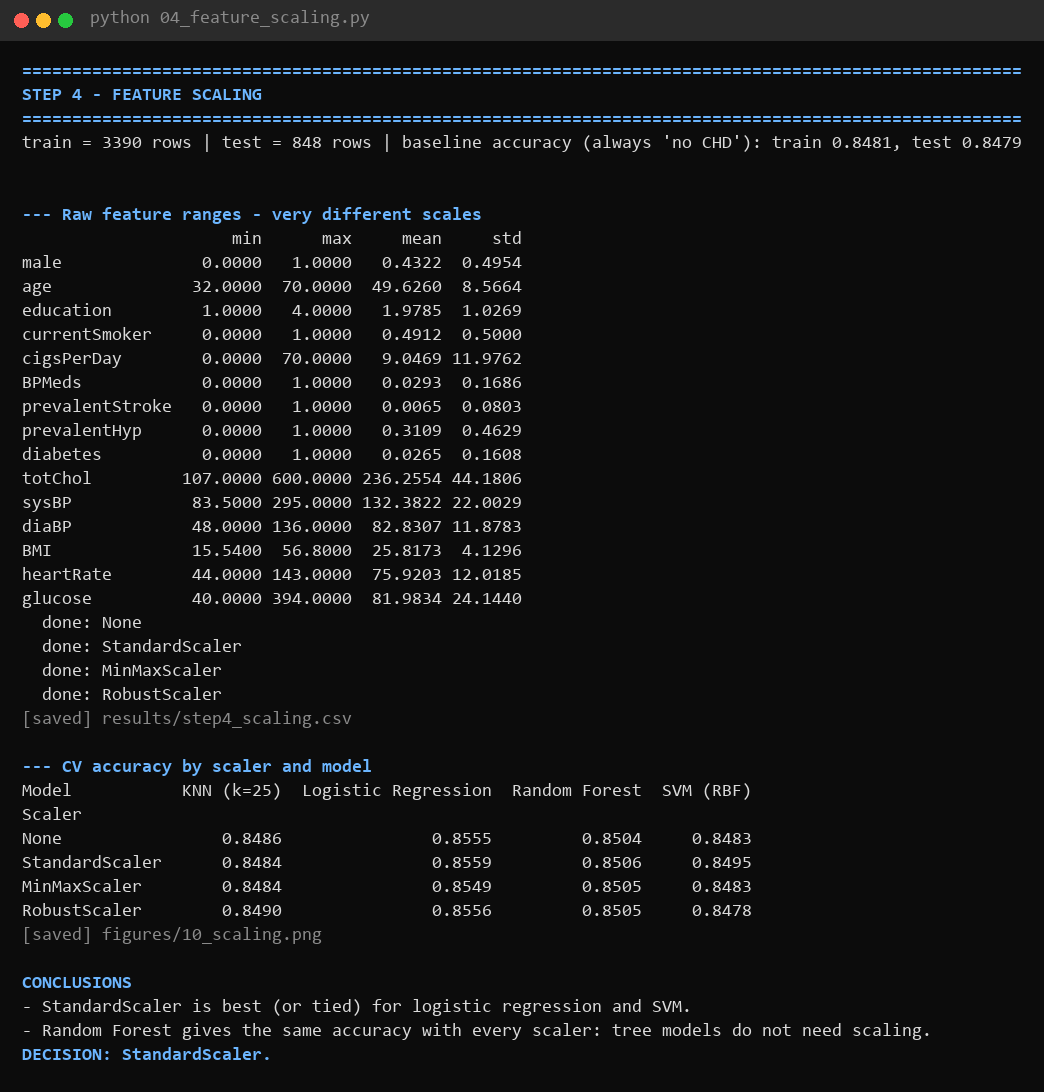 python 04_feature_scaling.py
====================================================================================================
STEP 4 - FEATURE SCALING
====================================================================================================
train = 3390 rows | test = 848 rows | baseline accuracy (always 'no CHD'): train 0.8481, test 0.8479
--- Raw feature ranges - very different scales
                     min      max     mean     std
male              0.0000   1.0000   0.4322  0.4954
age              32.0000  70.0000  49.6260  8.5664
education         1.0000   4.0000   1.9785  1.0269
currentSmoker     0.0000   1.0000   0.4912  0.5000
cigsPerDay        0.0000  70.0000   9.0469 11.9762
BPMeds            0.0000   1.0000   0.0293  0.1686
prevalentStroke   0.0000   1.0000   0.0065  0.0803
prevalentHyp      0.0000   1.0000   0.3109  0.4629
diabetes          0.0000   1.0000   0.0265  0.1608
totChol         107.0000 600.0000 236.2554 44.1806
sysBP            83.5000 295.0000 132.3822 22.0029
diaBP            48.0000 136.0000  82.8307 11.8783
BMI              15.5400  56.8000  25.8173  4.1296
heartRate        44.0000 143.0000  75.9203 12.0185
glucose          40.0000 394.0000  81.9834 24.1440
  done: None
  done: StandardScaler
  done: MinMaxScaler
  done: RobustScaler
[saved] results/step4_scaling.csv
--- CV accuracy by scaler and model
Model           KNN (k=25)  Logistic Regression  Random Forest  SVM (RBF)
Scaler
None                0.8486               0.8555         0.8504     0.8483
StandardScaler      0.8484               0.8559         0.8506     0.8495
MinMaxScaler        0.8484               0.8549         0.8505     0.8483
RobustScaler        0.8490               0.8556         0.8505     0.8478
[saved] figures/10_scaling.png
CONCLUSIONS
- StandardScaler is best (or tied) for logistic regression and SVM.
- Random Forest gives the same accuracy with every scaler: tree models do not need scaling.
DECISION: StandardScaler.